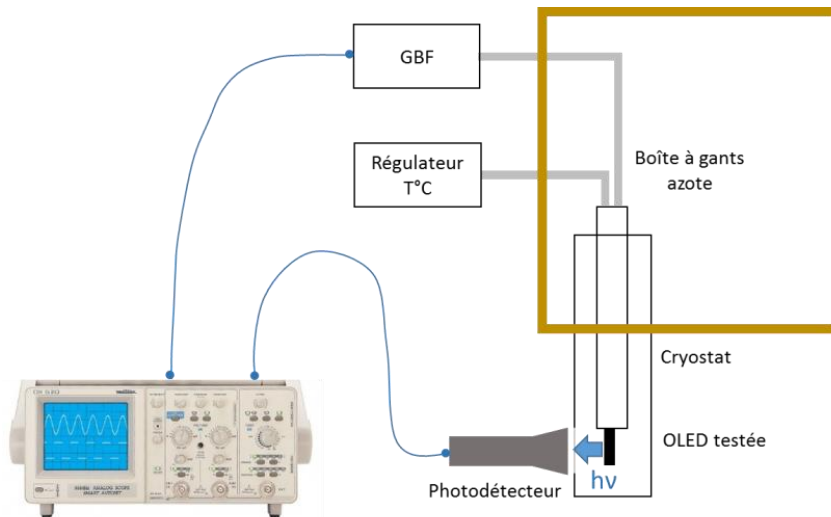 GBF
Régulateur
T°C
Boîte à gants
azote
Cryostat
OLED testée
Photodétecteur
hν